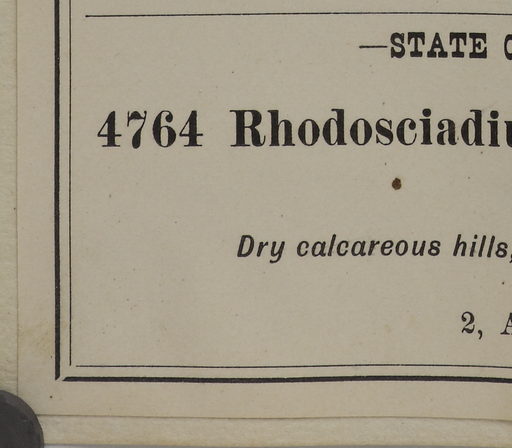 —STATE
4764 Rhodosciadiu
Dry calcareous hills,
2, A